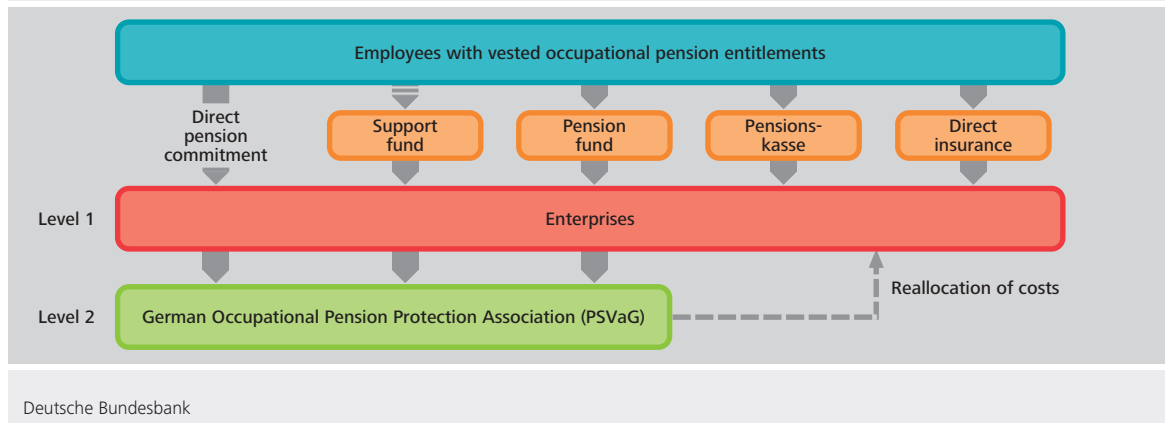 Employees with vested occupational pension entitlements
Direct
pension
commitment
Support
fund
Pension
fund
Pensions-
kasse
Direct
insurance
Level 1
Enterprises
Reallocation of costs
Level 2
German Occupational Pension Protection Association (PSVaG)
Deutsche Bundesbank